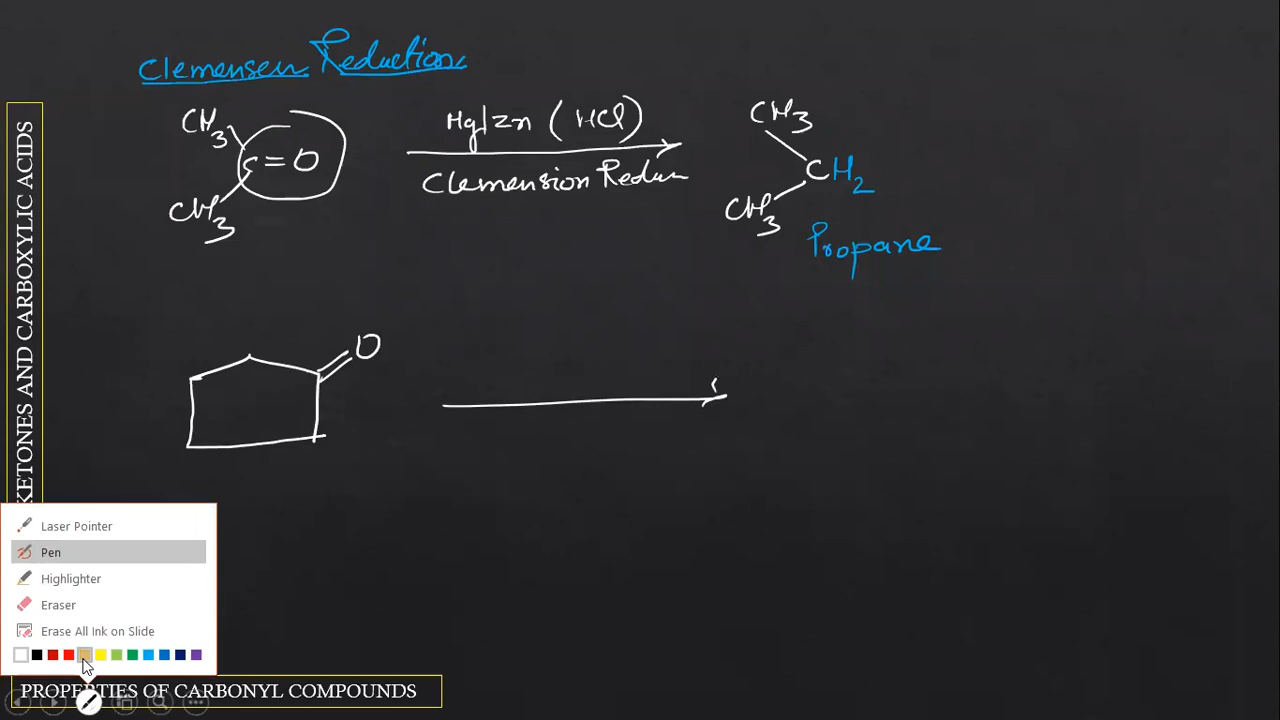 Clemensen Reduction
CH3
C=O
CH3
Hg/Zn (HCl)
Clemension Redun
CH3
CH2
CH3
Propane
O
KETONES AND CARBOXYLIC ACIDS
Laser Pointer
Pen
Highlighter
Eraser
Erase All Ink on Slide
PROPERTIES OF CARBONYL COMPOUNDS